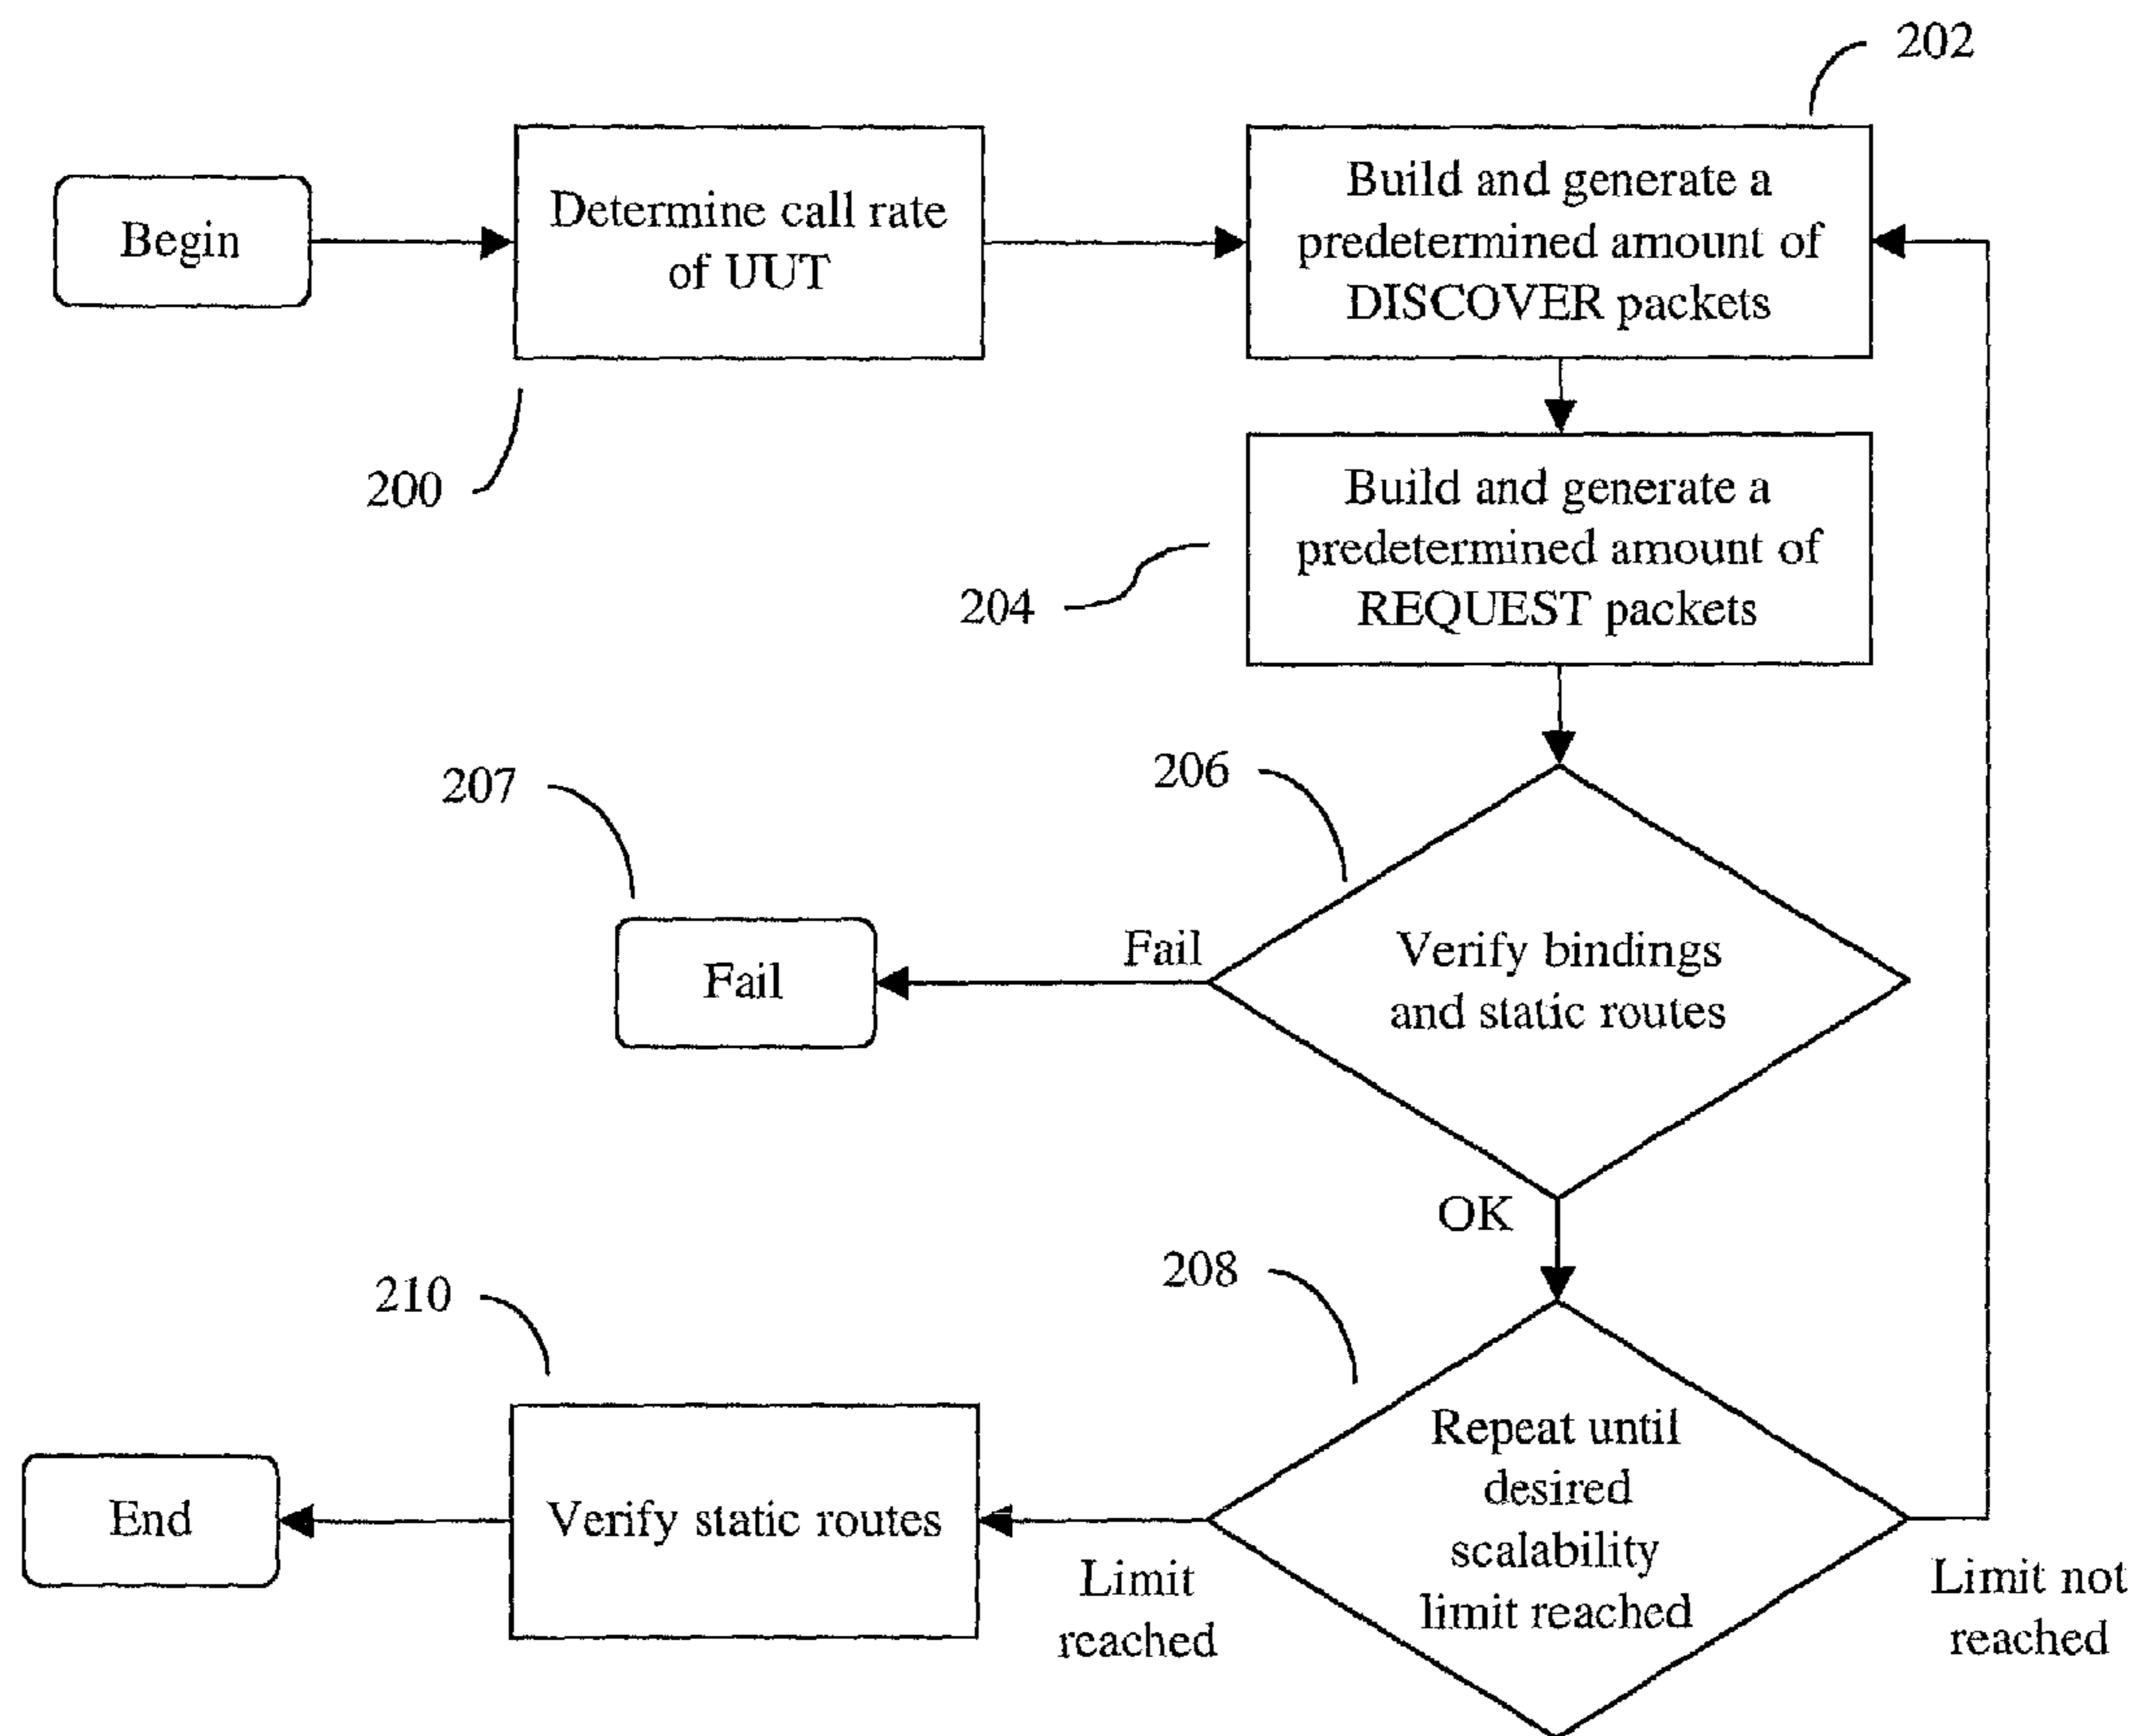 202
Begin
Determine call rate
of UUT
Build and generate a
predetermined amount of
DISCOVER packets
200
Build and generate a
predetermined amount of
REQUEST packets
204
206
207
Fail
Fail
Verify bindings
and static routes
OK
208
210
Repeat until
desired
scalability
limit reached
End
Verify static routes
Limit
reached
Limit not
reached